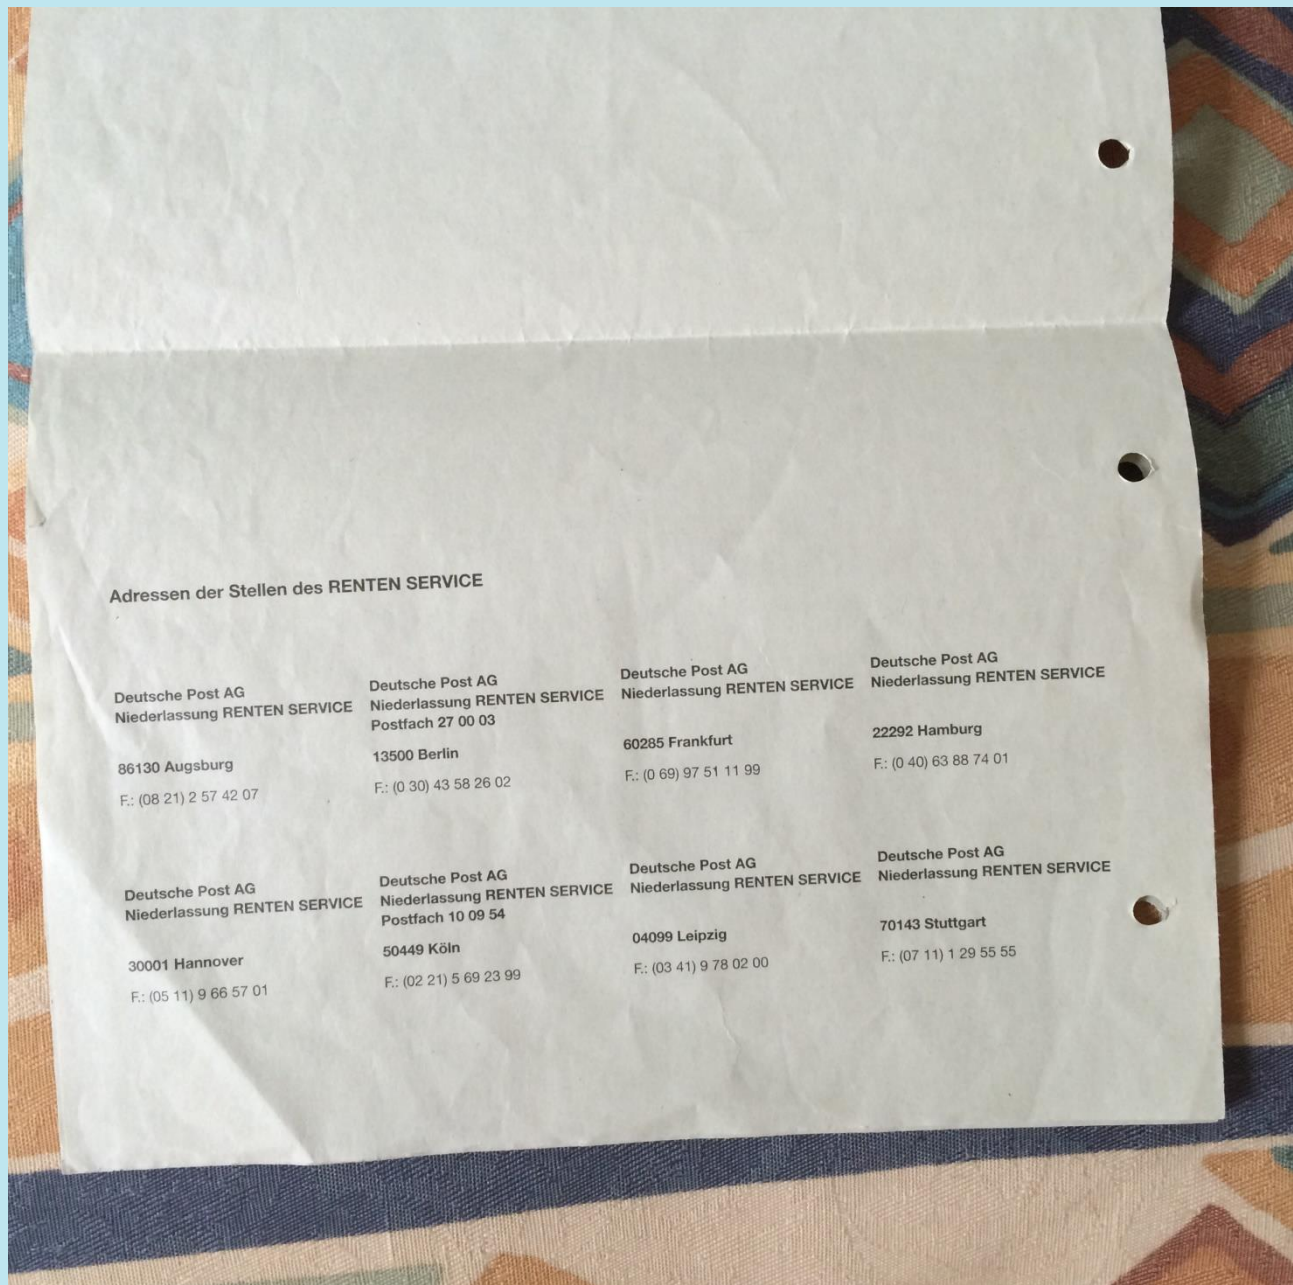 Adressen der Stellen des RENTEN SERVICE
Deutsche Post AG
Niederlassung RENTEN SERVICE
86130 Augsburg
F.: (08 21) 2 57 42 07
Deutsche Post AG
Niederlassung RENTEN SERVICE
Postfach 27 00 03
13500 Berlin
F.: (0 30) 43 58 26 02
Deutsche Post AG
Niederlassung RENTEN SERVICE
60285 Frankfurt
F.: (0 69) 97 51 11 99
Deutsche Post AG
Niederlassung RENTEN SERVICE
22292 Hamburg
F.: (0 40) 63 88 74 01
Deutsche Post AG
Niederlassung RENTEN SERVICE
30001 Hannover
F.: (05 11) 9 66 57 01
Deutsche Post AG
Niederlassung RENTEN SERVICE
Postfach 10 09 54
50449 Köln
F.: (02 21) 5 69 23 99
Deutsche Post AG
Niederlassung RENTEN SERVICE
04099 Leipzig
F.: (03 41) 9 78 02 00
Deutsche Post AG
Niederlassung RENTEN SERVICE
70143 Stuttgart
F.: (07 11) 1 29 55 55